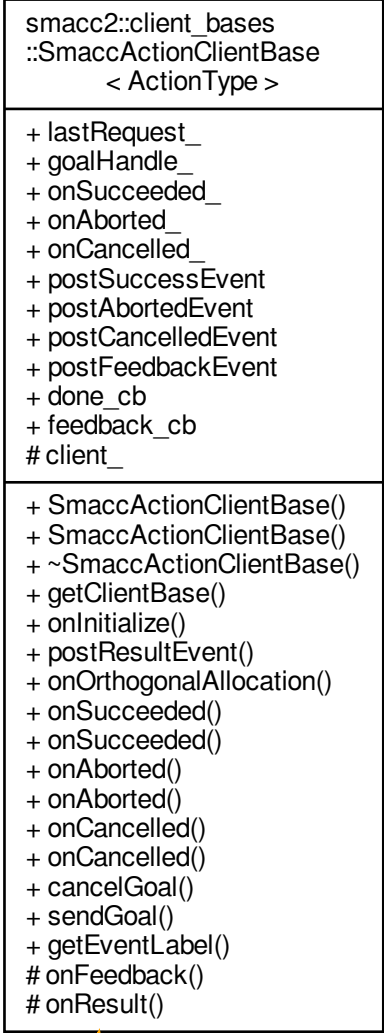 smacc2::client_bases
::SmaccActionClientBase
< ActionType >
+ lastRequest_
+ goalHandle_
+ onSucceeded_
+ onAborted_
+ onCancelled_
+ postSuccessEvent
+ postAbortedEvent
+ postCancelledEvent
+ postFeedbackEvent
+ done_cb
+ feedback_cb
# client_
+ SmaccActionClientBase()
+ SmaccActionClientBase()
+ ~SmaccActionClientBase()
+ getClientBase()
+ onInitialize()
+ postResultEvent()
+ onOrthogonalAllocation()
+ onSucceeded()
+ onSucceeded()
+ onAborted()
+ onAborted()
+ onCancelled()
+ onCancelled()
+ cancelGoal()
+ sendGoal()
+ getEventLabel()
# onFeedback()
# onResult()